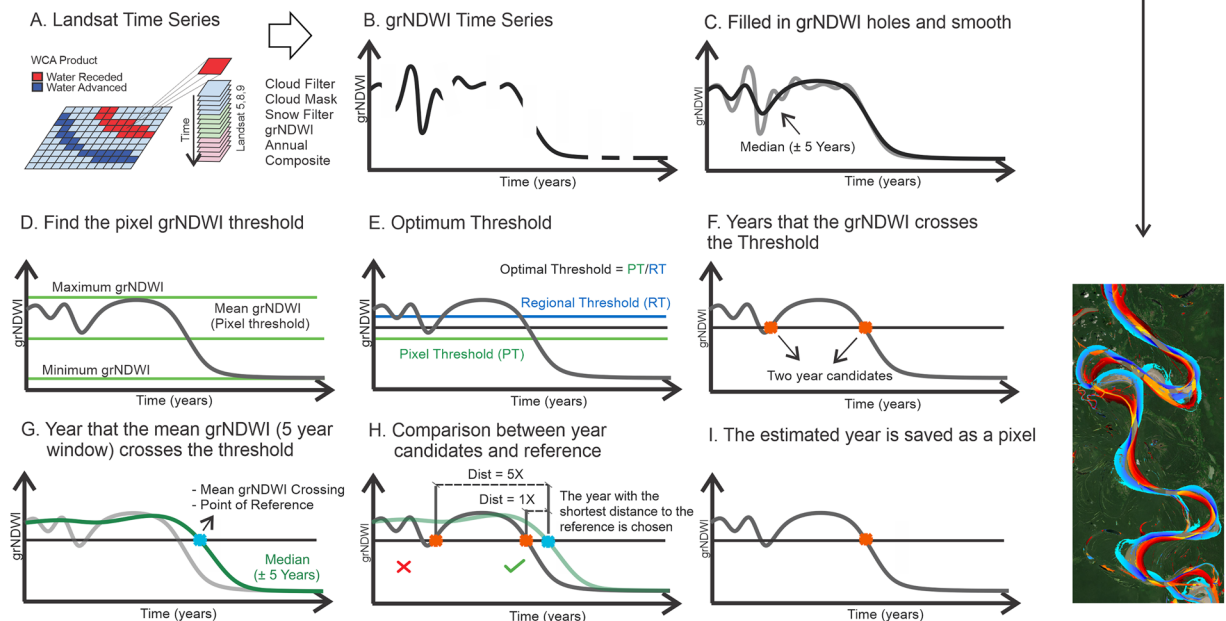 A. Landsat Time Series
WCA Product
Water Receded
Water Advanced
Time
Landsat 5,8,9
Cloud Filter
Cloud Mask
Snow Filter
grNDWI
Annual
Composite
B. grNDWI Time Series
grNDWI
Time (years)
C. Filled in grNDWI holes and smooth
grNDWI
Median (± 5 Years)
Time (years)
D. Find the pixel grNDWI threshold
Maximum grNDWI
Mean grNDWI
(Pixel threshold)
Minimum grNDWI
grNDWI
Time (years)
E. Optimum Threshold
Optimal Threshold = PT/RT
Regional Threshold (RT)
Pixel Threshold (PT)
grNDWI
Time (years)
F. Years that the grNDWI crosses
the Threshold
grNDWI
Two year candidates
Time (years)
G. Year that the mean grNDWI (5 year
window) crosses the threshold
- Mean grNDWI Crossing
- Point of Reference
grNDWI
Median
(± 5 Years)
Time (years)
H. Comparison between year
candidates and reference
Dist = 5X
Dist = 1X
The year with the
shortest distance to the
reference is chosen
grNDWI
Time (years)
I. The estimated year is saved as a pixel
grNDWI
Time (years)